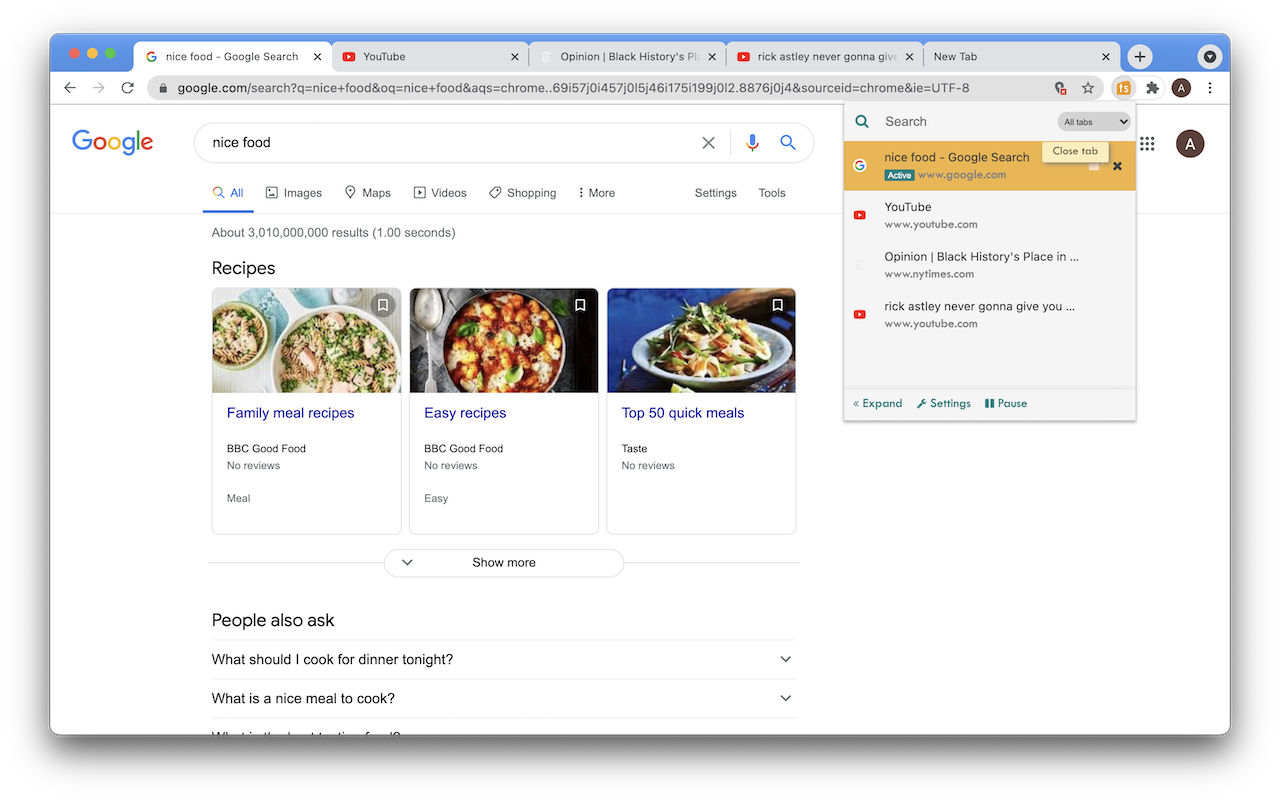 nice food - Google Search
YouTube
Opinion | Black History's Pl
rick astley never gonna give
New Tab
google.com/search?q=nice+food&oq=nice+food&aqs=chrome..69i57j0i457j0l5j46i175i199j0l2.8876j0j4&sourceid=chrome&ie=UTF-8
ts
A
Google
nice food
All
Images
Maps
Videos
Shopping
More
Settings
Tools
A
About 3,010,000,000 results (1.00 seconds)
Recipes
Family meal recipes
BBC Good Food
No reviews
Meal
Easy recipes
BBC Good Food
No reviews
Easy
Top 50 quick meals
Taste
No reviews
Show more
People also ask
What should I cook for dinner tonight?
What is a nice meal to cook?
Search
All tabs
Close tab
nice food - Google Search
Active www.google.com
YouTube
www.youtube.com
Opinion | Black History's Place in ...
www.nytimes.com
rick astley never gonna give you ...
www.youtube.com
« Expand
Settings
Pause